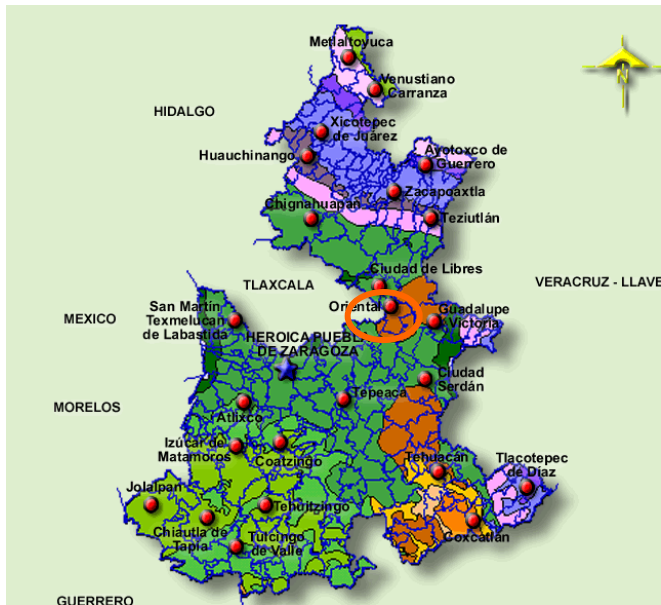 Metlaltoyuca
Venustiano
Carranza
HIDALGO
Xicotepec
de Juárez
Huauchinango
Ayotoxco de
Guerrero
Zacapoaxtla
Chignahuapan
Teziutlán
Ciudad de Libres
TLAXCALA
VERACRUZ - LLAVE
Oriental
San Martín
Texmelucan
de Labastida
MEXICO
Guadalupe
Victoria
HEROICA PUEBLA
DE ZARAGOZA
Ciudad
Serdán
Tepeaca
MORELOS
Atlixco
Izúcar de
Matamoros
Coatzingo
Tehuacán
Tlacotepec
de Díaz
Jolalpan
Tehuitzingo
Chiautla de
Tapia
Tulcingo
de Valle
Coxcatlán
GUERRERO
N